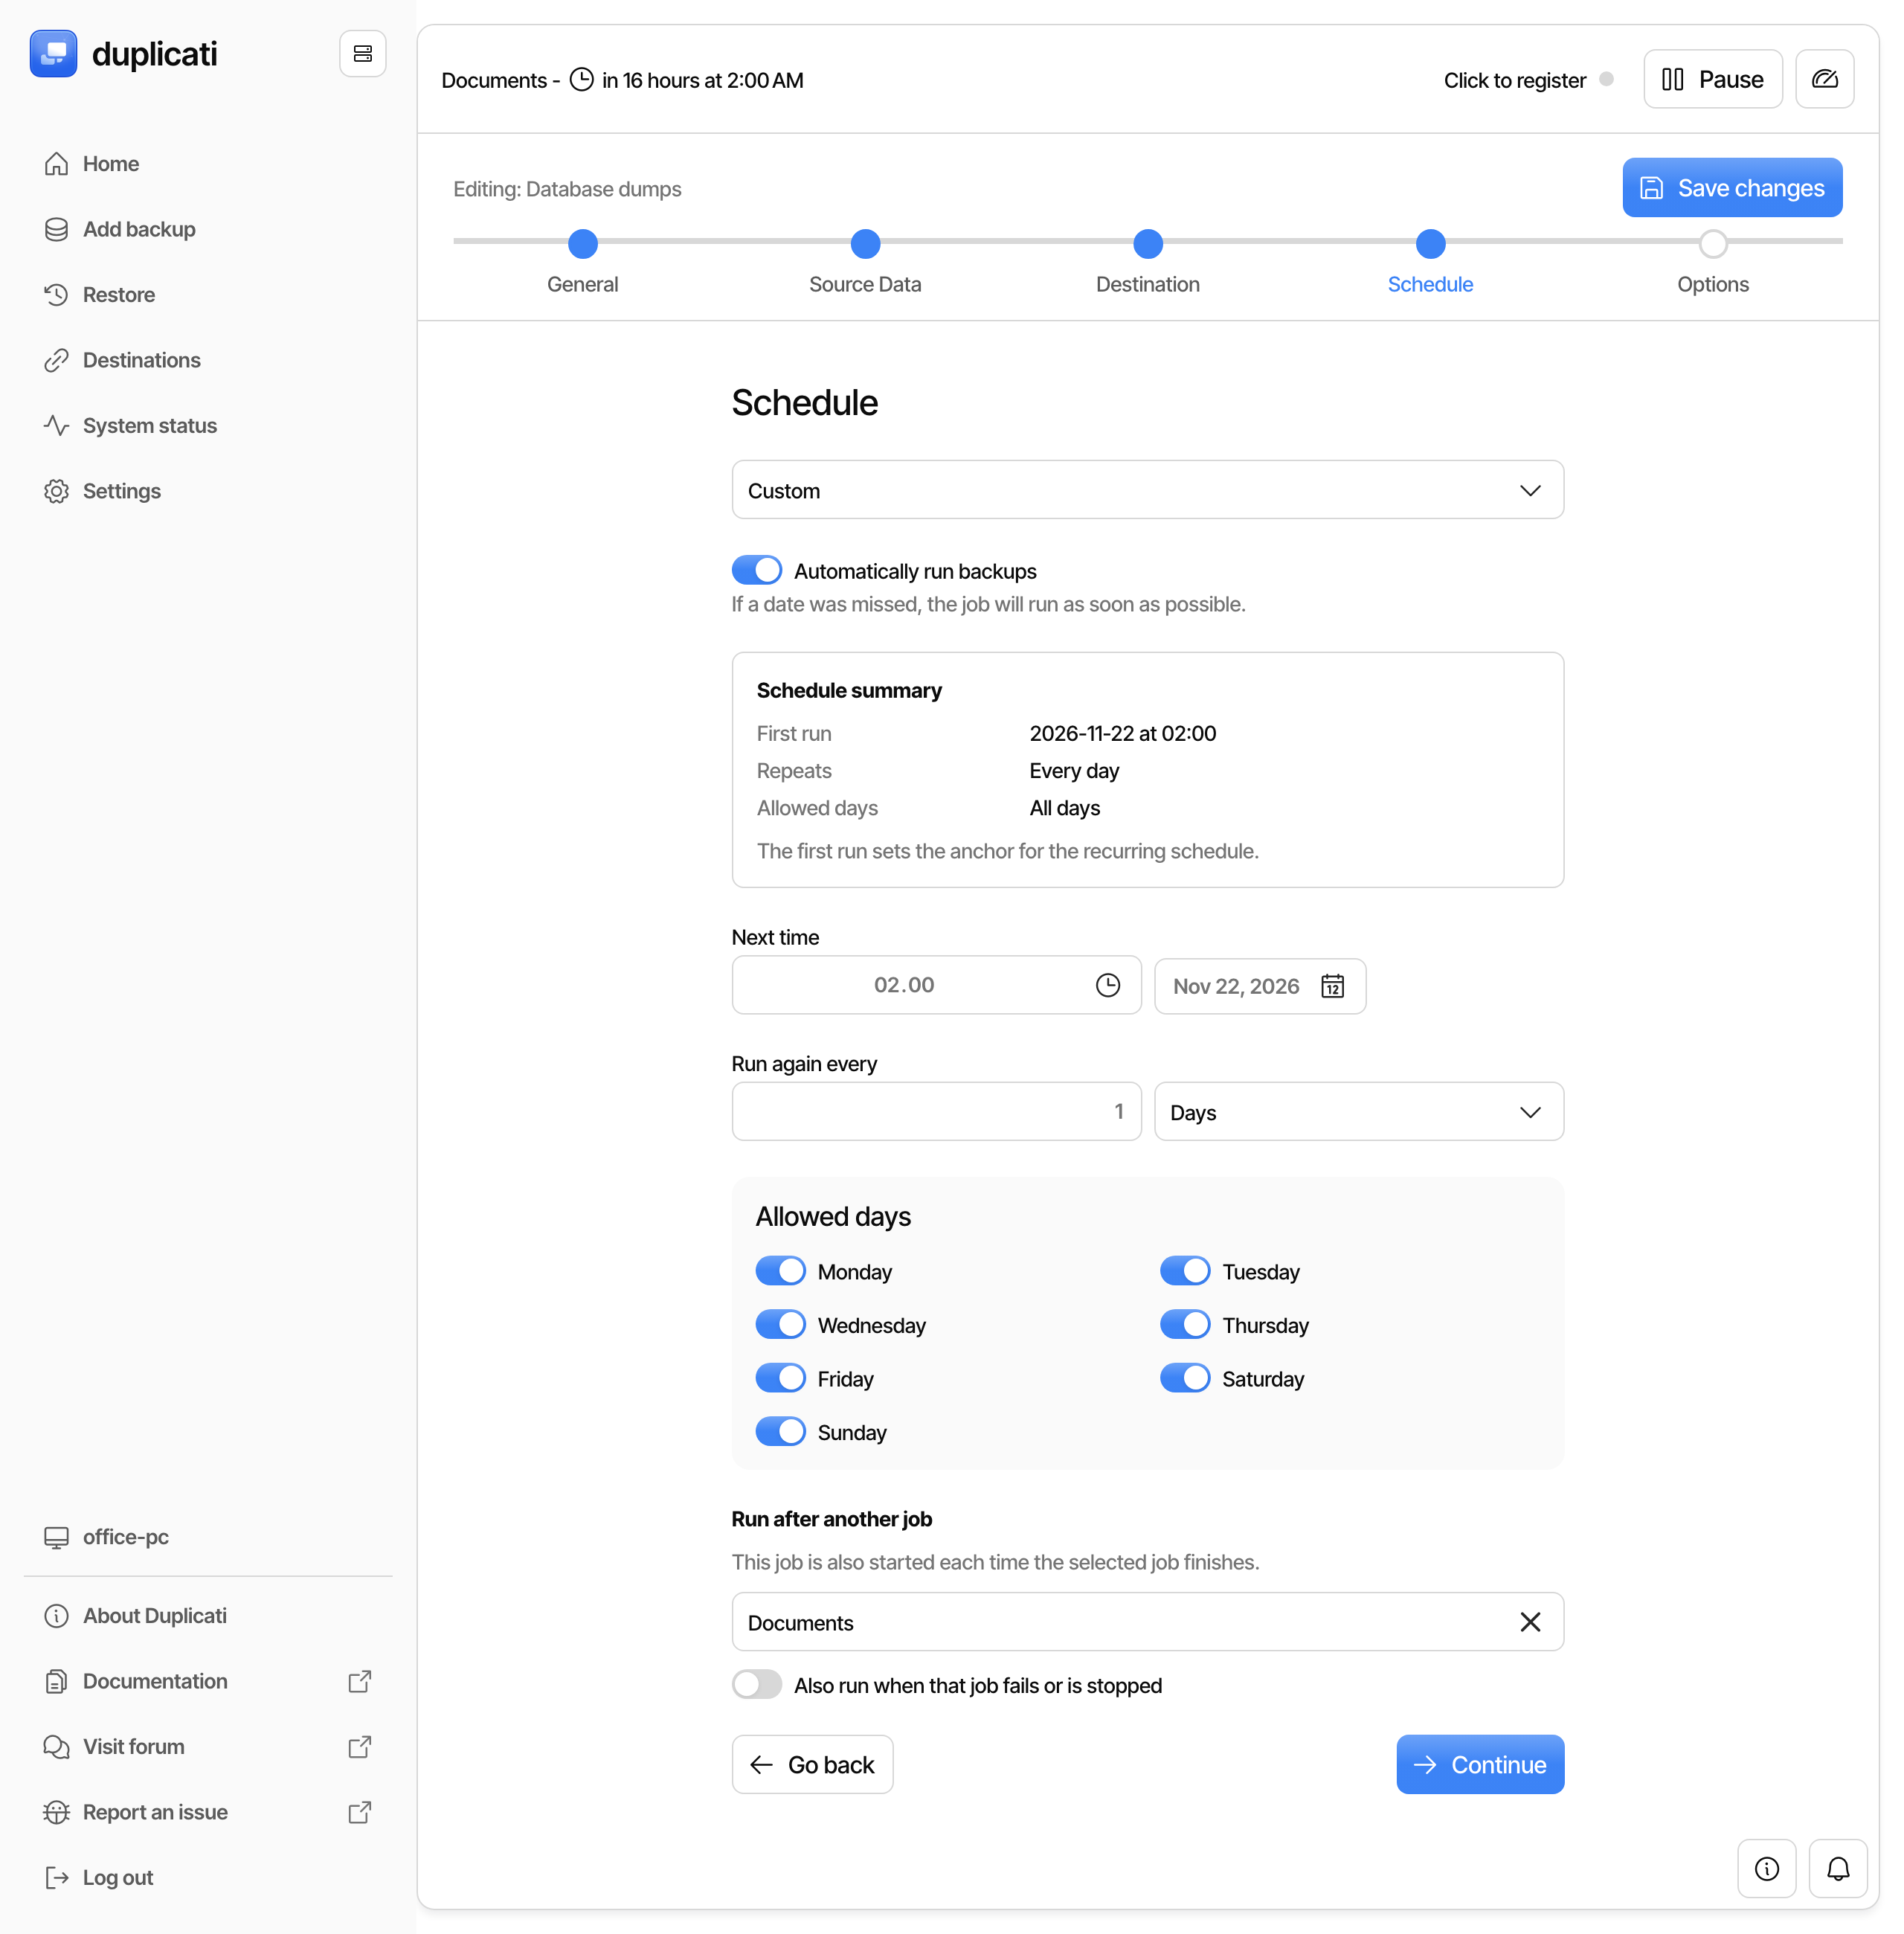 duplicati
Home
Add backup
Restore
Destinations
System status
Settings
office-pc
About Duplicati
Documentation
Visit forum
Report an issue
Log out
Documents - in 16 hours at 2:00 AM
Click to register
Pause
Editing: Database dumps
Save changes
General
Source Data
Destination
Schedule
Options
Schedule
Custom
Automatically run backups
If a date was missed, the job will run as soon as possible.
Schedule summary
First run 2026-11-22 at 02:00
Repeats Every day
Allowed days All days
The first run sets the anchor for the recurring schedule.
Next time
02.00
Nov 22, 2026
12
Run again every
1
Days
Allowed days
Monday
Tuesday
Wednesday
Thursday
Friday
Saturday
Sunday
Run after another job
This job is also started each time the selected job finishes.
Documents
Also run when that job fails or is stopped
Go back
Continue